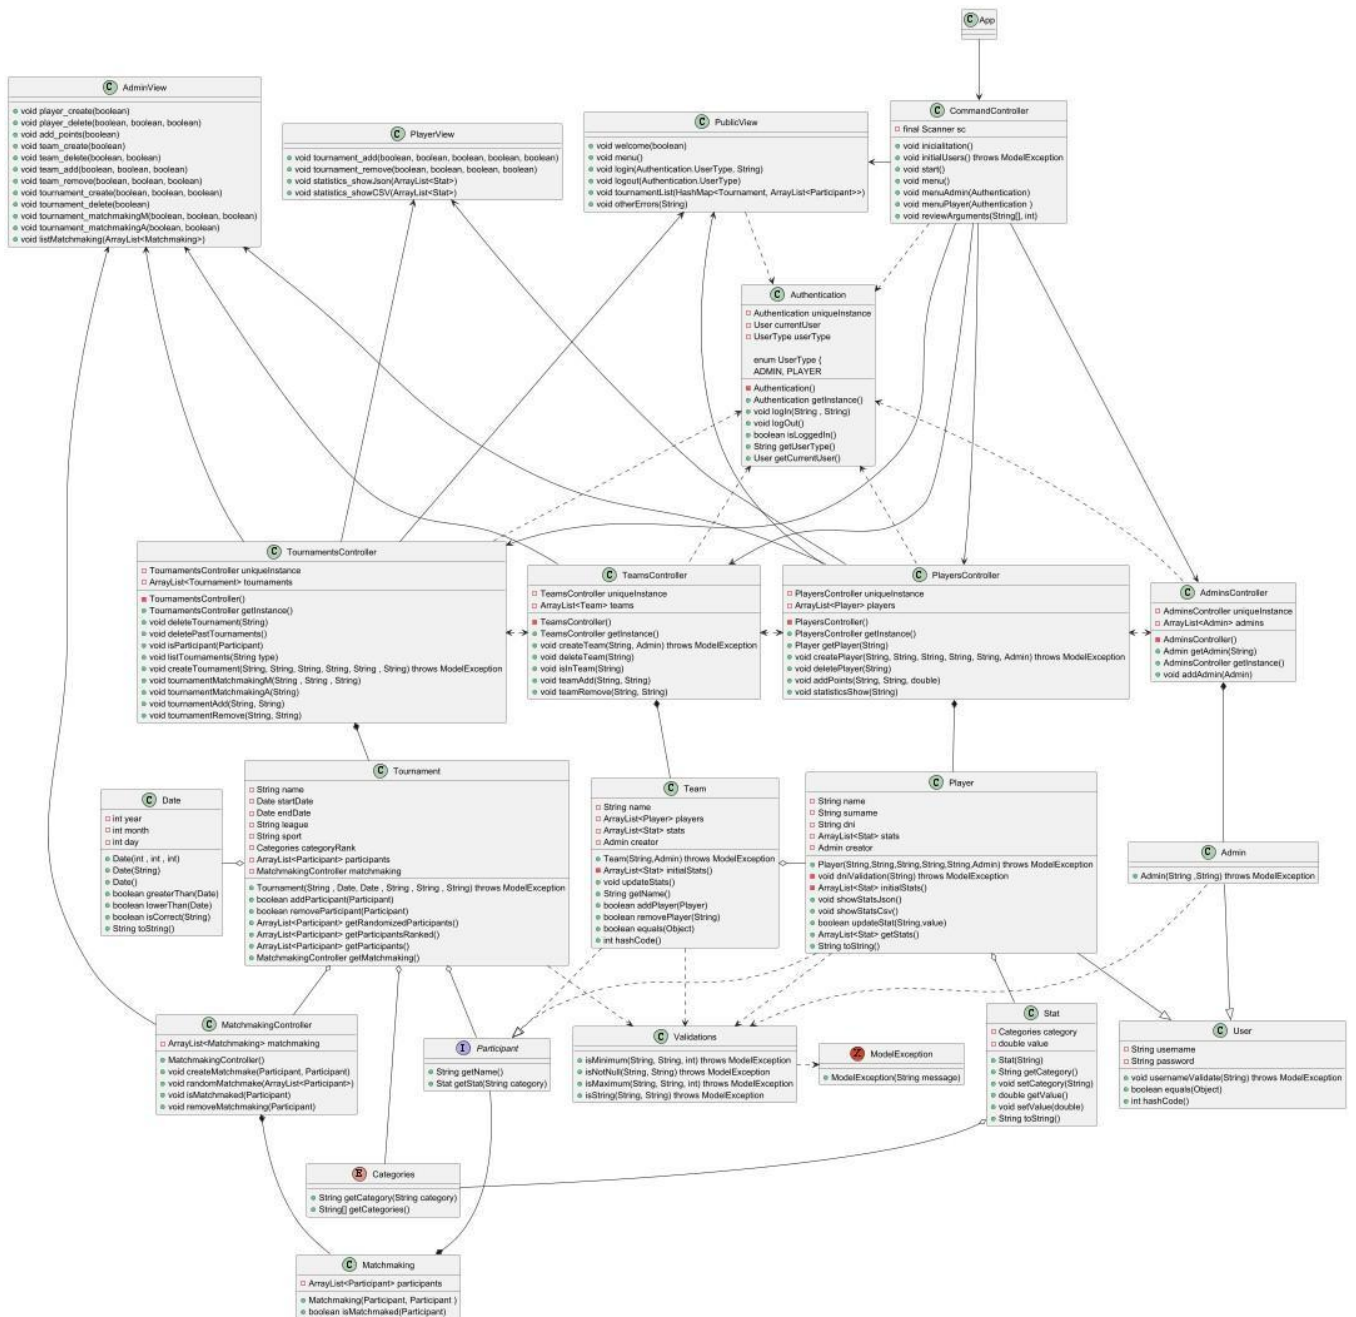 C App
C AdminView
void player_create(boolean)
void player_delete(boolean, boolean, boolean)
void add_points(boolean)
void team_create(boolean)
void team_delete(boolean, boolean)
void team_add(boolean, boolean, boolean)
void team_remove(boolean, boolean, boolean)
void tournament_create(boolean, boolean, boolean)
void tournament_delete(boolean)
void tournament_matchmakingM(boolean, boolean, boolean)
void tournament_matchmakingA(boolean, boolean)
void listMatchmaking(ArrayList<Matchmaking>)
C PlayerView
void tournament_add(boolean, boolean, boolean, boolean, boolean)
void tournament_remove(boolean, boolean, boolean, boolean)
void statistics_showJson(ArrayList<Stat>)
void statistics_showCSV(ArrayList<Stat>)
C PublicView
void welcome(boolean)
void menu()
void login(Authentication.UserType, String)
void logout(Authentication.UserType)
void tournamentList(HashMap<Tournament, ArrayList<Participant>>)
void otherErrors(String)
C CommandController
final Scanner sc
void inicialitation()
void initialUsers() throws ModelException
void start()
void menu()
void menuAdmin(Authentication)
void menuPlayer(Authentication )
void reviewArguments(String[], int)
C Authentication
Authentication uniqueInstance
User currentUser
UserType userType
enum UserType {
ADMIN, PLAYER
Authentication()
Authentication getInstance()
void logIn(String , String)
void logOut()
boolean isLoggedIn()
String getUserType()
User getCurrentUser()
C TournamentsController
TournamentsController uniqueInstance
ArrayList<Tournament> tournaments
TournamentsController()
TournamentsController getInstance()
void deleteTournament(String)
void deletePastTournaments()
void isParticipant(Participant)
void listTournaments(String type)
void createTournament(String, String, String, String, String , String) throws ModelException
void tournamentMatchmakingM(String , String , String)
void tournamentMatchmakingA(String)
void tournamentAdd(String, String)
void tournamentRemove(String, String)
C TeamsController
TeamsController uniqueInstance
ArrayList<Team> teams
TeamsController()
TeamsController getInstance()
void createTeam(String, Admin) throws ModelException
void deleteTeam(String)
void isInTeam(String)
void teamAdd(String, String)
void teamRemove(String, String)
C PlayersController
PlayersController uniqueInstance
ArrayList<Player> players
PlayersController()
PlayersController getInstance()
Player getPlayer(String)
void createPlayer(String, String, String, String, String, Admin) throws ModelException
void deletePlayer(String)
void addPoints(String, String, double)
void statisticsShow(String)
C AdminsController
AdminsController uniqueInstance
ArrayList<Admin> admins
AdminsController()
Admin getAdmin(String)
AdminsController getInstance()
void addAdmin(Admin)
C Date
int year
int month
int day
Date(int , int , int)
Date(String)
Date()
boolean greaterThan(Date)
boolean lowerThan(Date)
boolean isCorrect(String)
String toString()
C Tournament
String name
Date startDate
Date endDate
String league
String sport
Categories categoryRank
ArrayList<Participant> participants
MatchmakingController matchmaking
Tournament(String , Date, Date , String , String , String) throws ModelException
boolean addParticipant(Participant)
boolean removeParticipant(Participant)
ArrayList<Participant> getRandomizedParticipants()
ArrayList<Participant> getParticipantsRanked()
ArrayList<Participant> getParticipants()
MatchmakingController getMatchmaking()
C Team
String name
ArrayList<Player> players
ArrayList<Stat> stats
Admin creator
Team(String,Admin) throws ModelException
ArrayList<Stat> initialStats()
void updateStats()
String getName()
boolean addPlayer(Player)
boolean removePlayer(String)
boolean equals(Object)
int hashCode()
C Player
String name
String surname
String dni
ArrayList<Stat> stats
Admin creator
Player(String,String,String,String,String,Admin) throws ModelException
void dniValidation(String) throws ModelException
ArrayList<Stat> initialStats()
void showStatsJson()
void showStatsCsv()
boolean updateStat(String,value)
ArrayList<Stat> getStats()
String toString()
C Admin
Admin(String ,String) throws ModelException
C MatchmakingController
ArrayList<Matchmaking> matchmaking
MatchmakingController()
void createMatchmake(Participant, Participant)
void randomMatchmake(ArrayList<Participant>)
void isMatchmaked(Participant)
void removeMatchmaking(Participant)
I Participant
String getName()
Stat getStat(String category)
C Validations
isMinimum(String, String, int) throws ModelException
isNotNull(String, String) throws ModelException
isMaximum(String, String, int) throws ModelException
isString(String, String) throws ModelException
ModelException
ModelException(String message)
C Stat
Categories category
double value
Stat(String)
String getCategory()
void setCategory(String)
double getValue()
void setValue(double)
String toString()
C User
String username
String password
void usernameValidate(String) throws ModelException
boolean equals(Object)
int hashCode()
E Categories
String getCategory(String category)
String[] getCategories()
C Matchmaking
ArrayList<Participant> participants
Matchmaking(Participant, Participant )
boolean isMatchmaked(Participant)